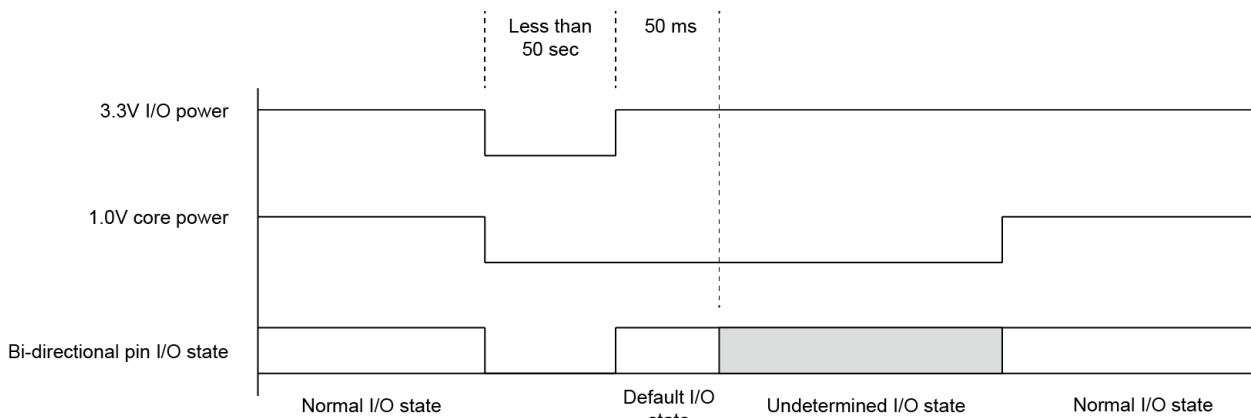 Less than
50 sec
50 ms
3.3V I/O power
1.0V core power
Bi-directional pin I/O state
Normal I/O state
Default I/O
state
Undetermined I/O state
Normal I/O state